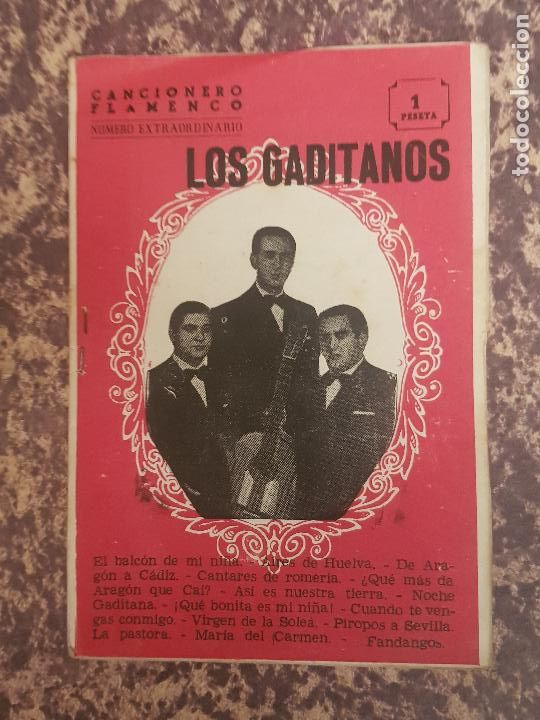 CANCIONERO
FLAMENCO
NUMERO EXTRAORDINARIO
1
PESETA
LOS GADITANOS
El balcón de mi niña. - Aires de Huelva. - De Ara-
gón a Cádiz. - Cantares de romería. - ¿Qué más da
Aragón que Caí? - Así es nuestra tierra. - Noche
Gaditana. - ¡Qué bonita es mi niña! - Cuando te ven-
gas conmigo. - Virgen de la Soleá. - Piropos a Sevilla.
La pastora. - María del Carmen. - Fandangos.
todocoleccion.net